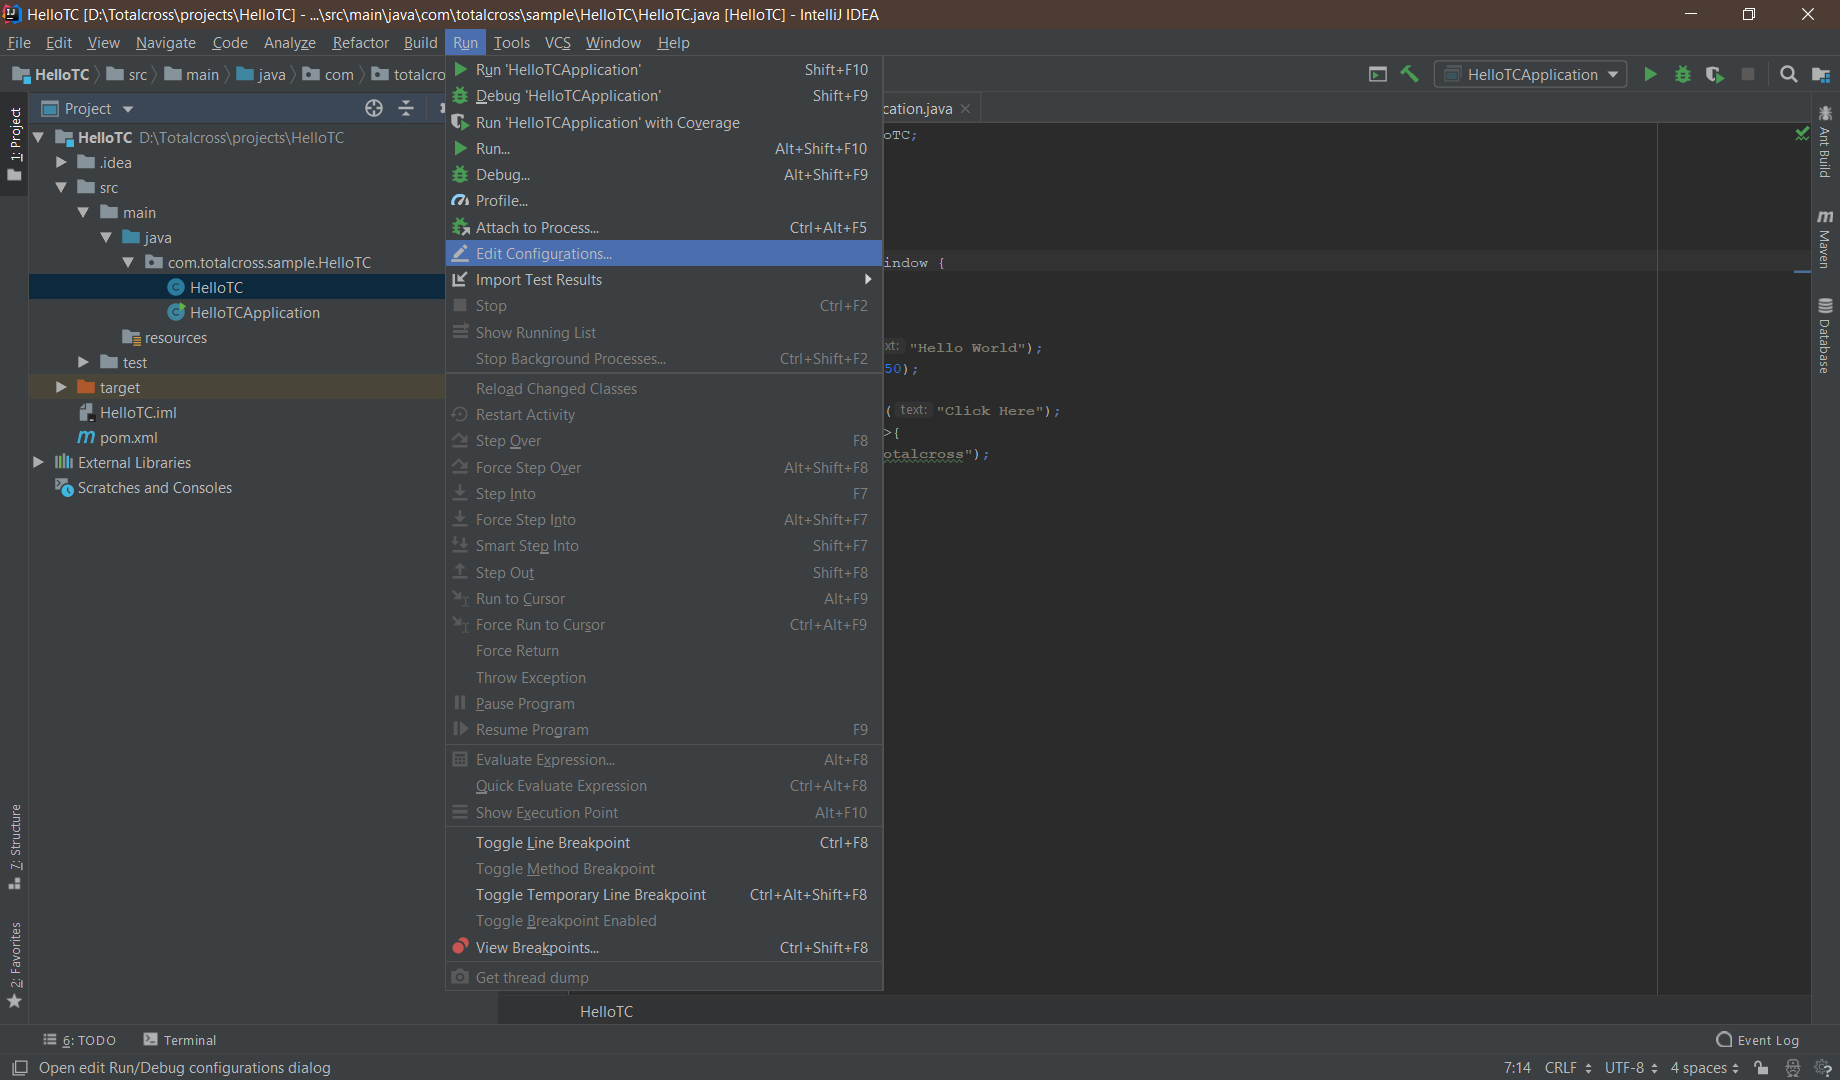 HelloTC [D:\Totalcross\projects\HelloTC] - ...\src\main\java\com\totalcross\sample\HelloTC\HelloTC.java [HelloTC] - IntelliJ IDEA
File Edit View Navigate Code Analyze Refactor Build Run Tools VCS Window Help
HelloTC src main java com totalcro
HelloTCApplication
Project
cation.java
1: Project
HelloTC D:\Totalcross\projects\HelloTC
.idea
src
main
java
com.totalcross.sample.HelloTC
HelloTC
HelloTCApplication
resources
test
target
HelloTC.iml
pom.xml
External Libraries
Scratches and Consoles
7: Structure
2: Favorites
Run 'HelloTCApplication' Shift+F10
Debug 'HelloTCApplication' Shift+F9
Run 'HelloTCApplication' with Coverage
Run... Alt+Shift+F10
Debug... Alt+Shift+F9
Profile...
Attach to Process... Ctrl+Alt+F5
Edit Configurations...
Import Test Results
Stop Ctrl+F2
Show Running List
Stop Background Processes... Ctrl+Shift+F2
Reload Changed Classes
Restart Activity
Step Over F8
Force Step Over Alt+Shift+F8
Step Into F7
Force Step Into Alt+Shift+F7
Smart Step Into Shift+F7
Step Out Shift+F8
Run to Cursor Alt+F9
Force Run to Cursor Ctrl+Alt+F9
Force Return
Throw Exception
Pause Program
Resume Program F9
Evaluate Expression... Alt+F8
Quick Evaluate Expression Ctrl+Alt+F8
Show Execution Point Alt+F10
Toggle Line Breakpoint Ctrl+F8
Toggle Method Breakpoint
Toggle Temporary Line Breakpoint Ctrl+Alt+Shift+F8
Toggle Breakpoint Enabled
View Breakpoints... Ctrl+Shift+F8
Get thread dump
oTC;
indow {
xt: "Hello World");
50);
( text: "Click Here");
>{
otalcross");
Ant Build
Maven
Database
HelloTC
6: TODO Terminal Event Log
Open edit Run/Debug configurations dialog 7:14 CRLF UTF-8 4 spaces